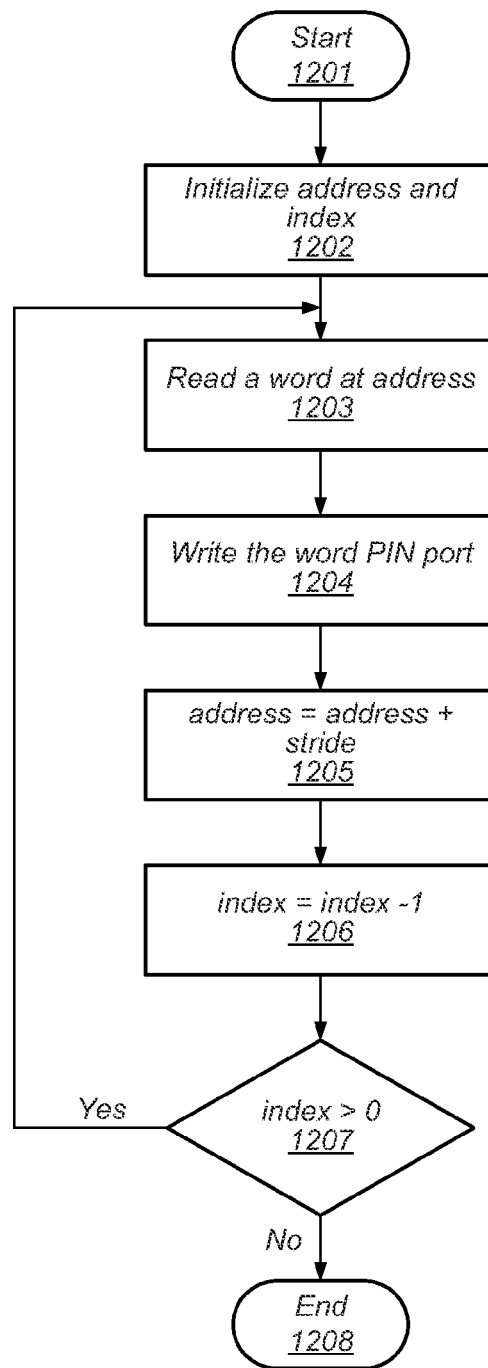 Start
1201
Initialize address and
index
1202
Read a word at address
1203
Write the word PIN port
1204
address = address +
stride
1205
index = index -1
1206
index > 0
1207
Yes
No
End
1208